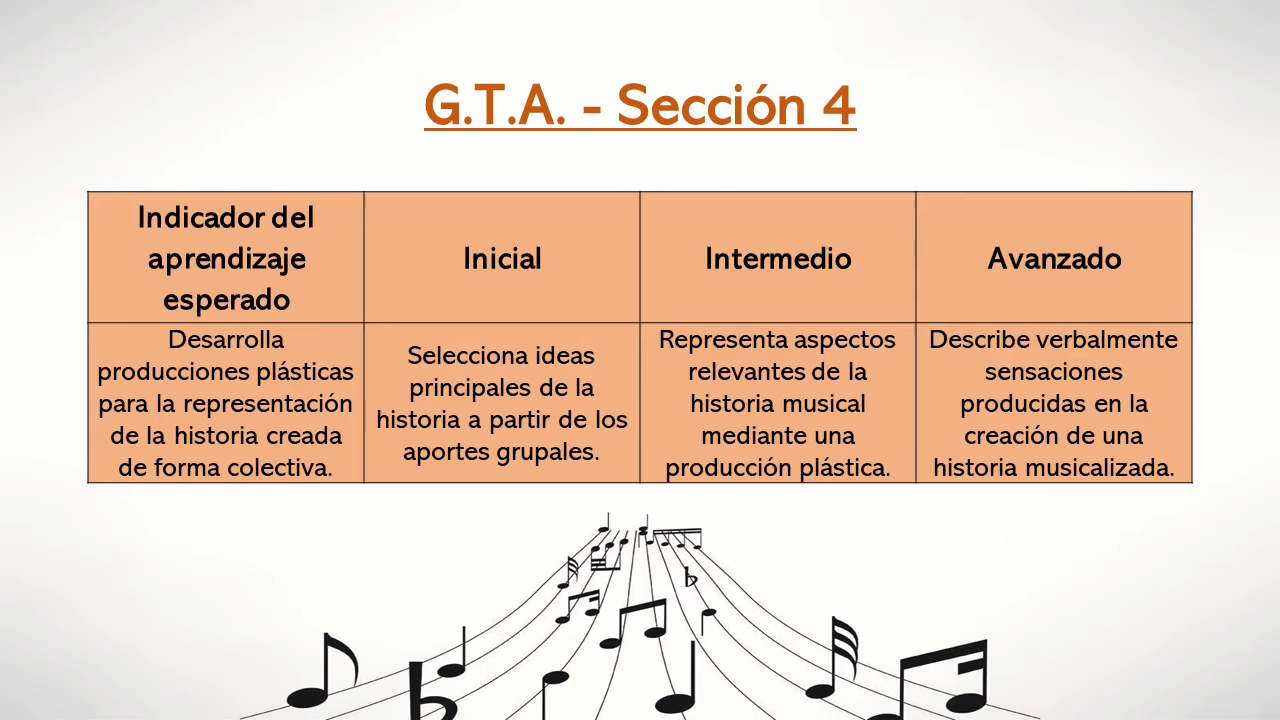 G.T.A. - Sección 4
Indicador del
aprendizaje
esperado
Inicial
Intermedio
Avanzado
Desarrolla
producciones plásticas
para la representación
de la historia creada
de forma colectiva.
Selecciona ideas
principales de la
historia a partir de los
aportes grupales.
Representa aspectos
relevantes de la
historia musical
mediante una
producción plástica.
Describe verbalmente
sensaciones
producidas en la
creación de una
historia musicalizada.